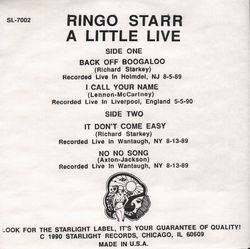 SL-7002
RINGO STARR
A LITTLE LIVE
SIDE ONE
BACK OFF BOOGALOO
(Richard Starkey)
Recorded Live In Holmdel, NJ 8-5-89
I CALL YOUR NAME
(Lennon-McCartney)
Recorded Live In Liverpool, England 5-5-90
SIDE TWO
IT DON'T COME EASY
(Richard Starkey)
Recorded Live In Wantaugh, NY 8-13-89
NO NO SONG
(Axton-Jackson)
Recorded Live In Wantaugh, NY 8-13-89
LOOK FOR THE STARLIGHT LABEL, IT'S YOUR GUARANTEE OF QUALITY!
C 1990 STARLIGHT RECORDS, CHICAGO, IL 60609
MADE IN U.S.A.